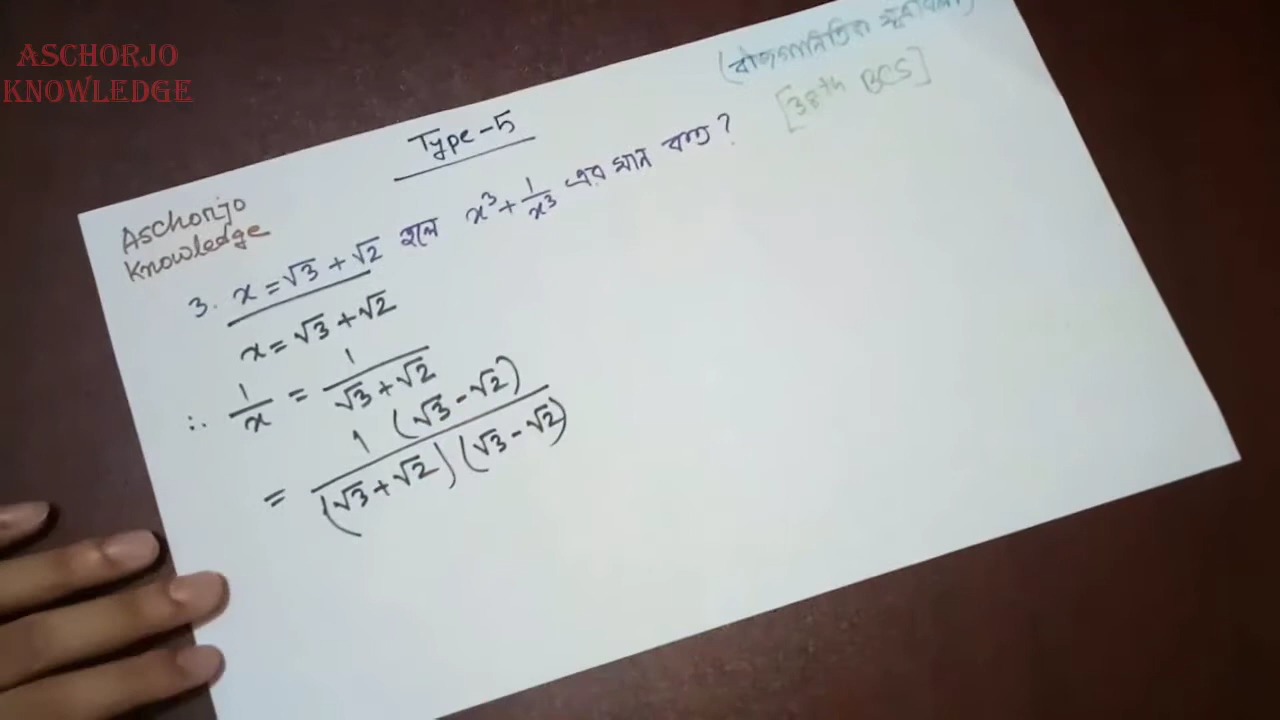 ASCHORJO
KNOWLEDGE
(বীজগানিতিক সূত্রাবলী)
[38th BCS]
Type-5
Aschorjo
Knowledge
3. x = √3 + √2 হলে x³ + 1/x³ এর মান কত?
x = √3 + √2
∴ 1/x = 1/(√3 + √2)
= 1 (√3 - √2) / (√3 + √2) (√3 - √2)